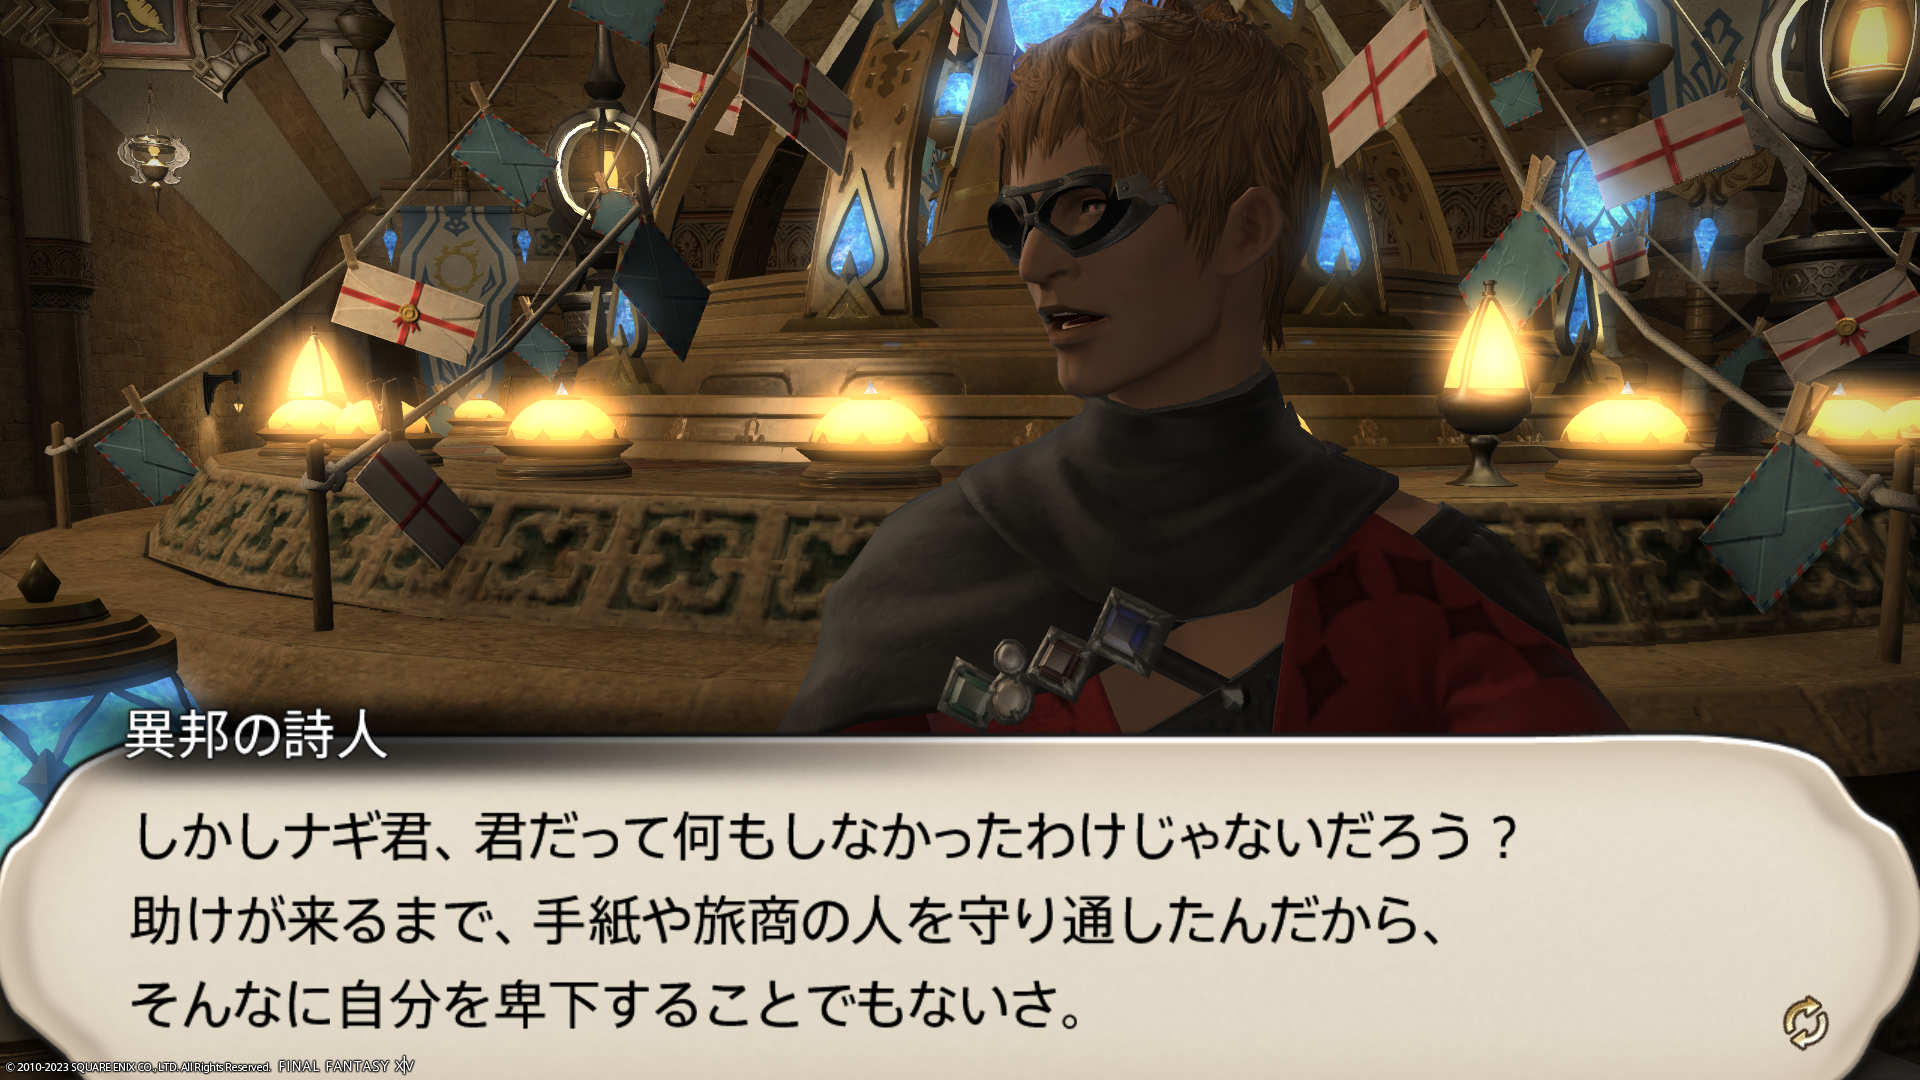 異邦の詩人
しかしナギ君、君だって何もしなかったわけじゃないだろう？
助けが来るまで、手紙や旅商の人を守り通したんだから、
そんなに自分を卑下することでもないさ。
© 2010-2023 SQUARE ENIX CO., LTD. All Rights Reserved. FINAL FANTASY XIV